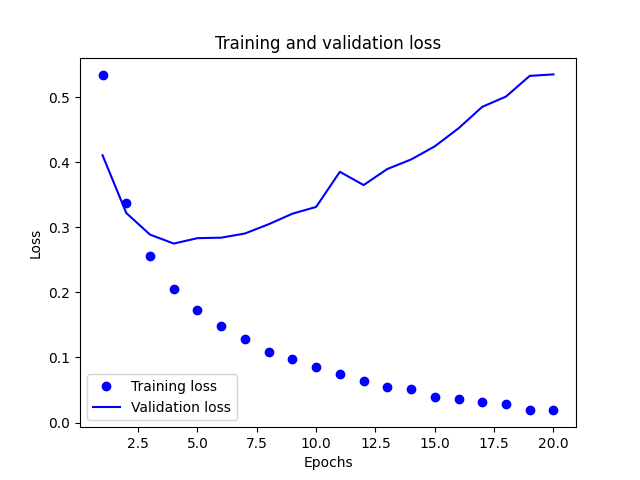 Training and validation loss
0.5
0.4
0.3
0.2
0.1
0.0
Loss
Training loss
Validation loss
2.5 5.0 7.5 10.0 12.5 15.0 17.5 20.0
Epochs